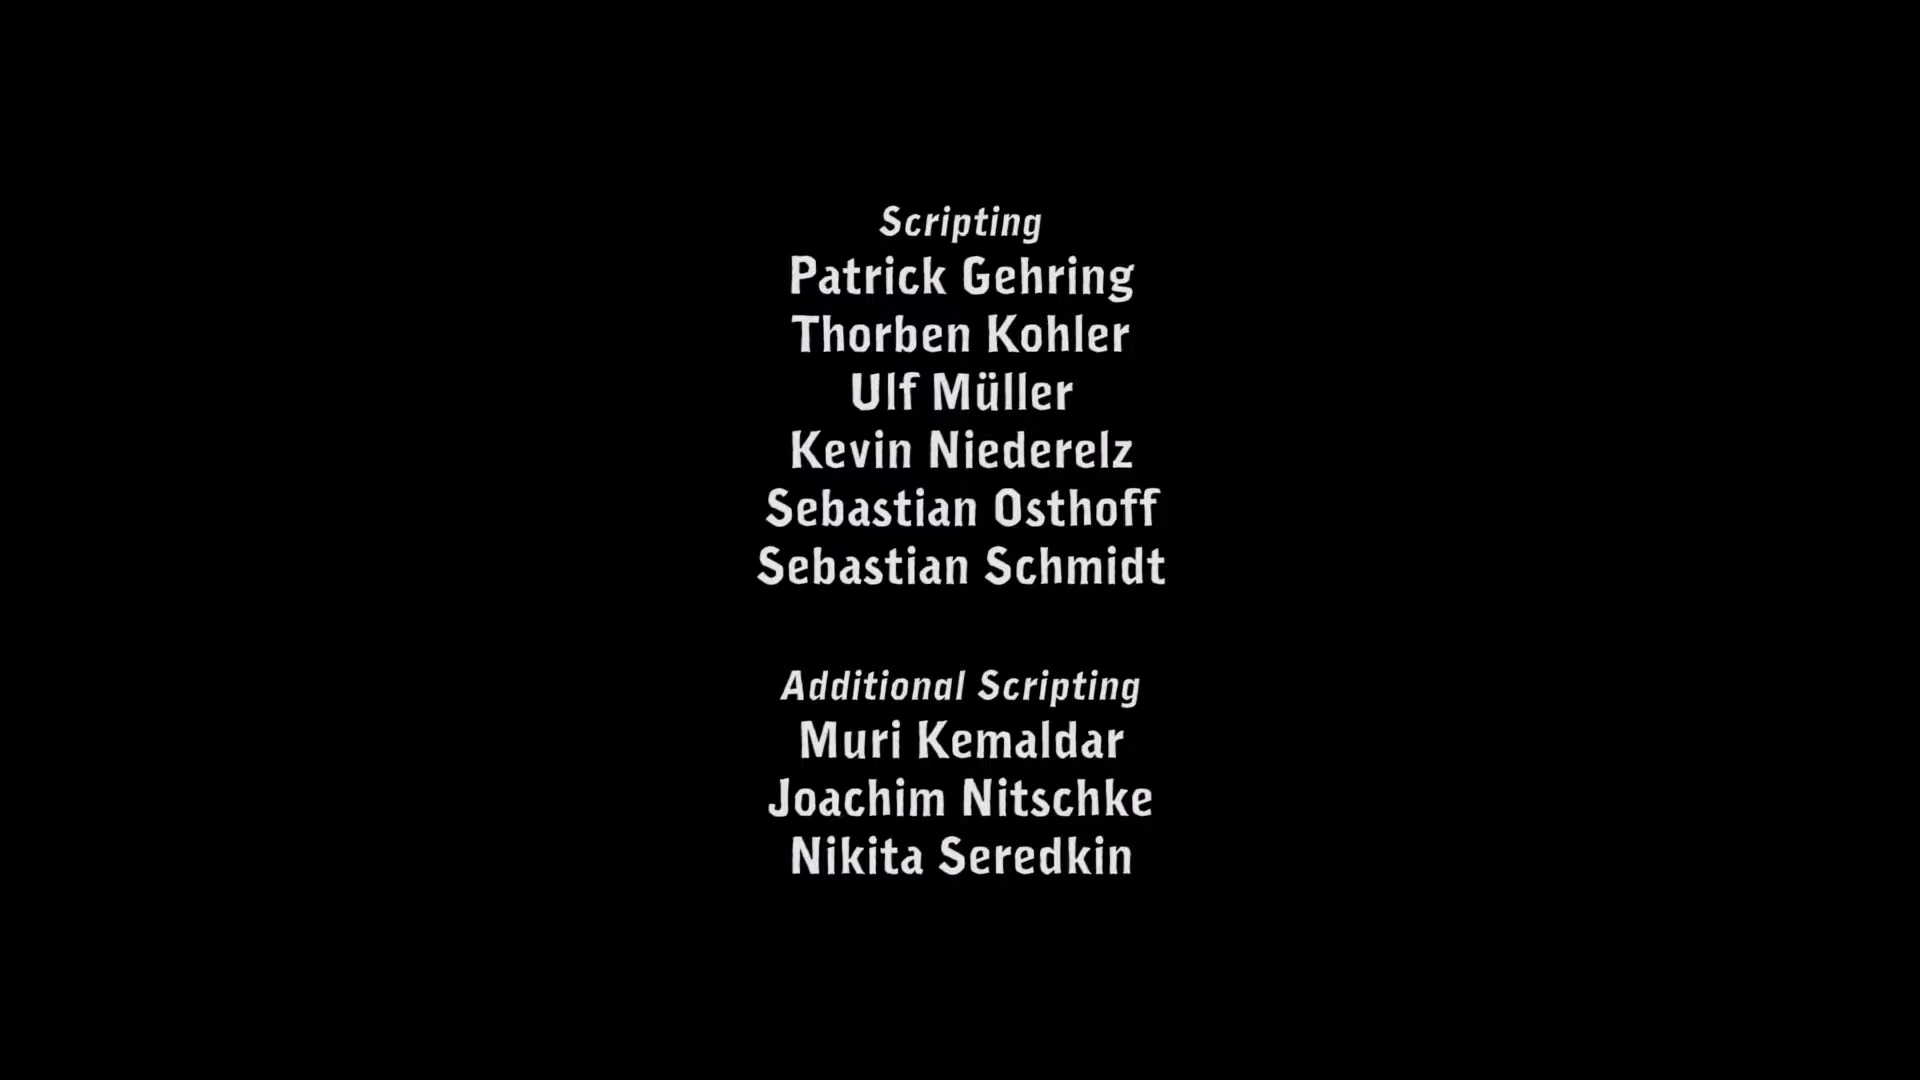 Scripting
Patrick Gehring
Thorben Kohler
Ulf Müller
Kevin Niederelz
Sebastian Osthoff
Sebastian Schmidt
Additional Scripting
Muri Kemaldar
Joachim Nitschke
Nikita Seredkin